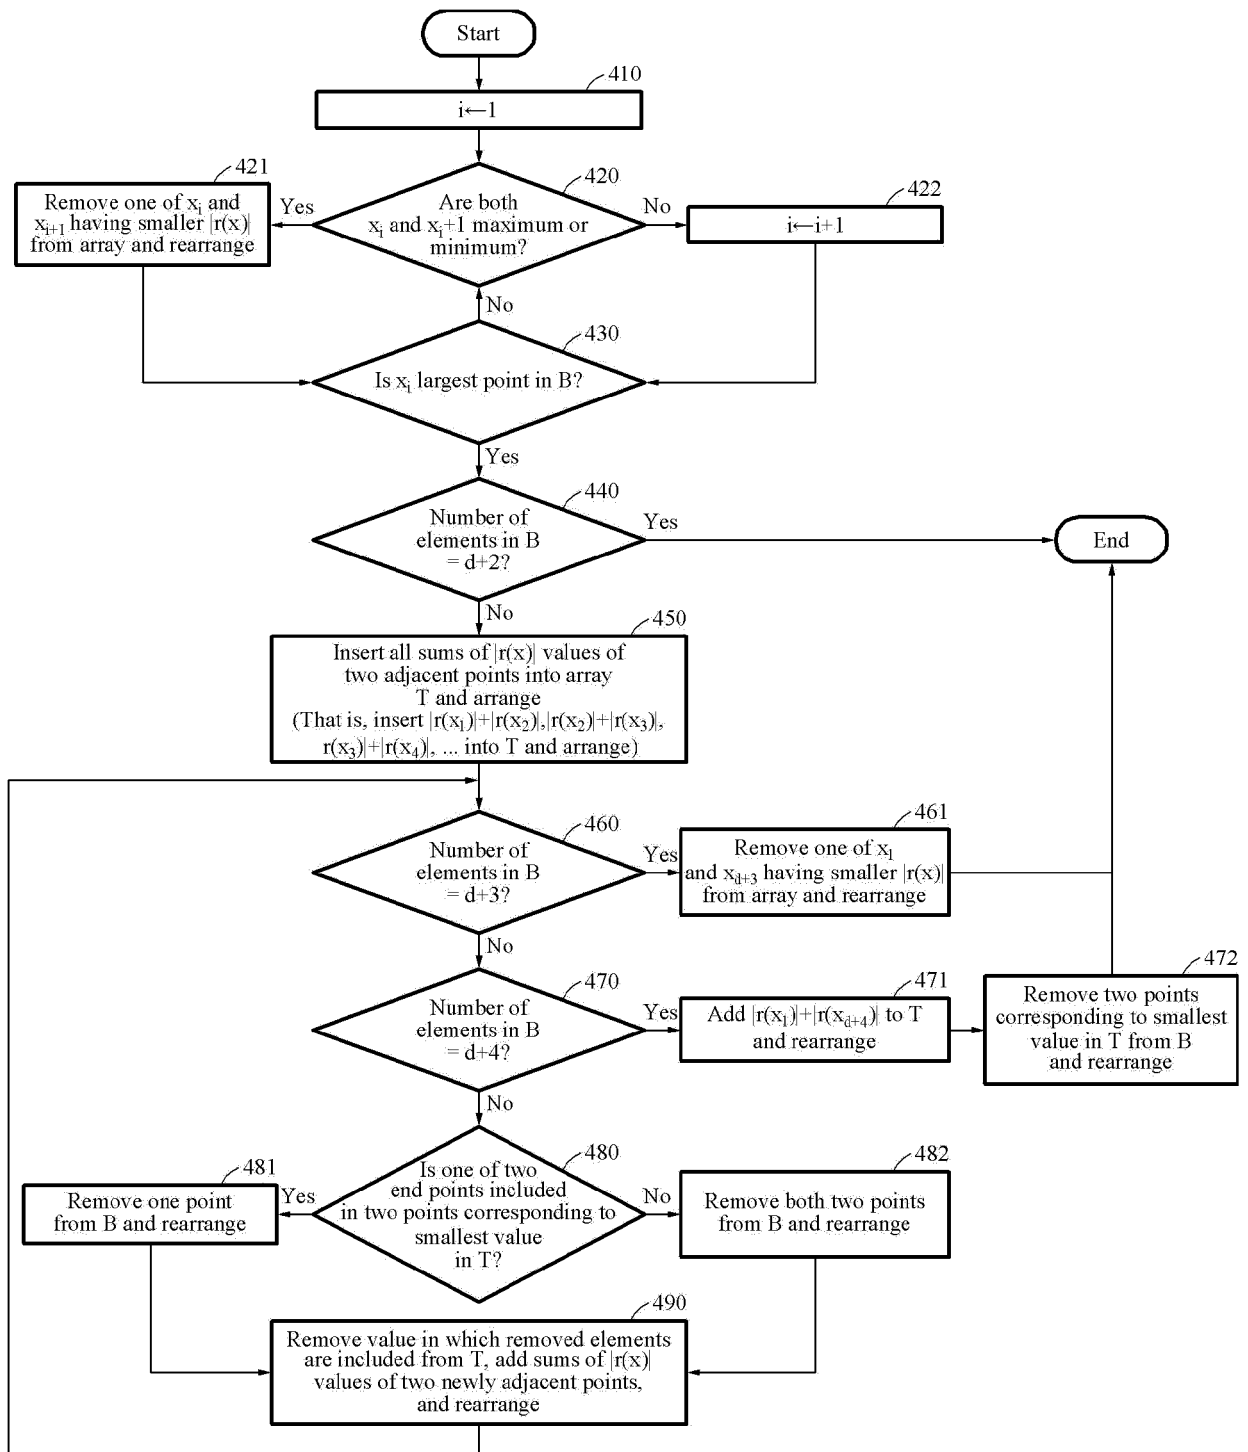 Start
410
i←1
421
Remove one of xi and
xi+1 having smaller |r(x)|
from array and rearrange
Yes
420
Are both
xi and xi+1 maximum or
minimum?
No
422
i←i+1
No
430
Is xi largest point in B?
Yes
440
Number of
elements in B
= d+2?
Yes
End
No
450
Insert all sums of |r(x)| values of
two adjacent points into array
T and arrange
(That is, insert |r(x1)|+|r(x2)|,|r(x2)|+|r(x3)|,
r(x3)|+|r(x4)|, ... into T and arrange)
460
Number of
elements in B
= d+3?
Yes
461
Remove one of x1
and xd+3 having smaller |r(x)|
from array and rearrange
No
470
Number of
elements in B
= d+4?
Yes
471
Add |r(x1)|+|r(xd+4)| to T
and rearrange
472
Remove two points
corresponding to smallest
value in T from B
and rearrange
No
480
Is one of two
end points included
in two points corresponding to
smallest value
in T?
481
Yes
Remove one point
from B and rearrange
No
482
Remove both two points
from B and rearrange
490
Remove value in which removed elements
are included from T, add sums of |r(x)|
values of two newly adjacent points,
and rearrange